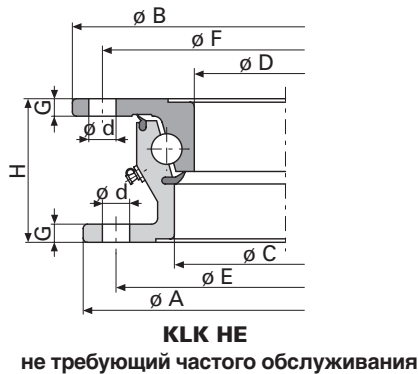 ø B
ø F
ø D
G
ø d
H
ø d
G
ø C
ø E
ø A
KLK HE
не требующий частого обслуживания